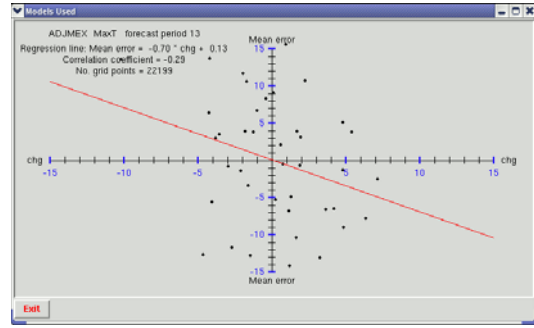 Models Used
ADJMEX MaxT forecast period 13
Mean error
Regression line: Mean error = -0.70 * chg + 0.13
Correlation coefficient = -0.29
No. grid points = 22199
15
10
5
chg -15 -10 -5 5 10 15 chg
-5
-10
-15
Mean error
Exit